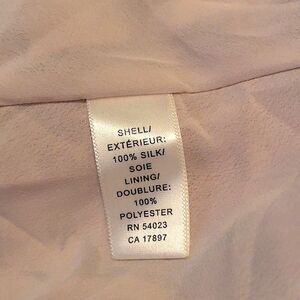 SHELL/
EXTÉRIEUR:
100% SILK/
SOIE
LINING/
DOUBLURE:
100%
POLYESTER
RN 54023
CA 17897